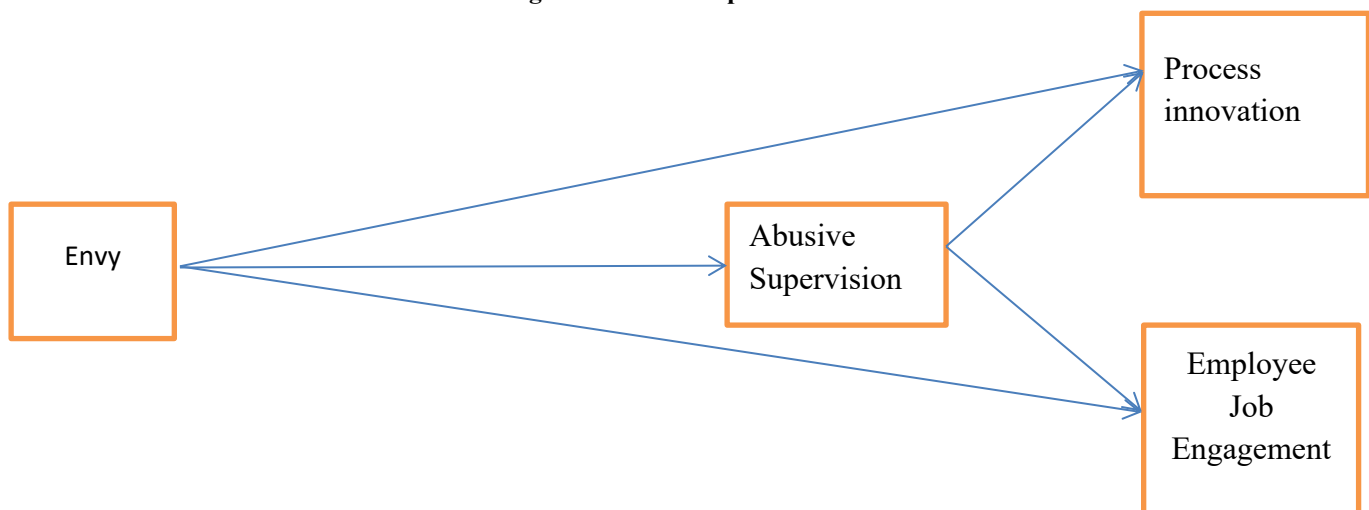 Process
innovation
Envy
Abusive
Supervision
Employee
Job
Engagement